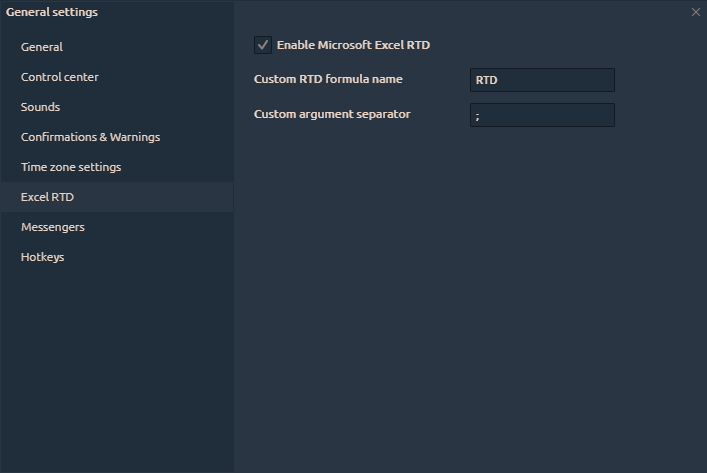 General settings
General
Control center
Sounds
Confirmations & Warnings
Time zone settings
Excel RTD
Messengers
Hotkeys
Enable Microsoft Excel RTD
Custom RTD formula name RTD
Custom argument separator ;